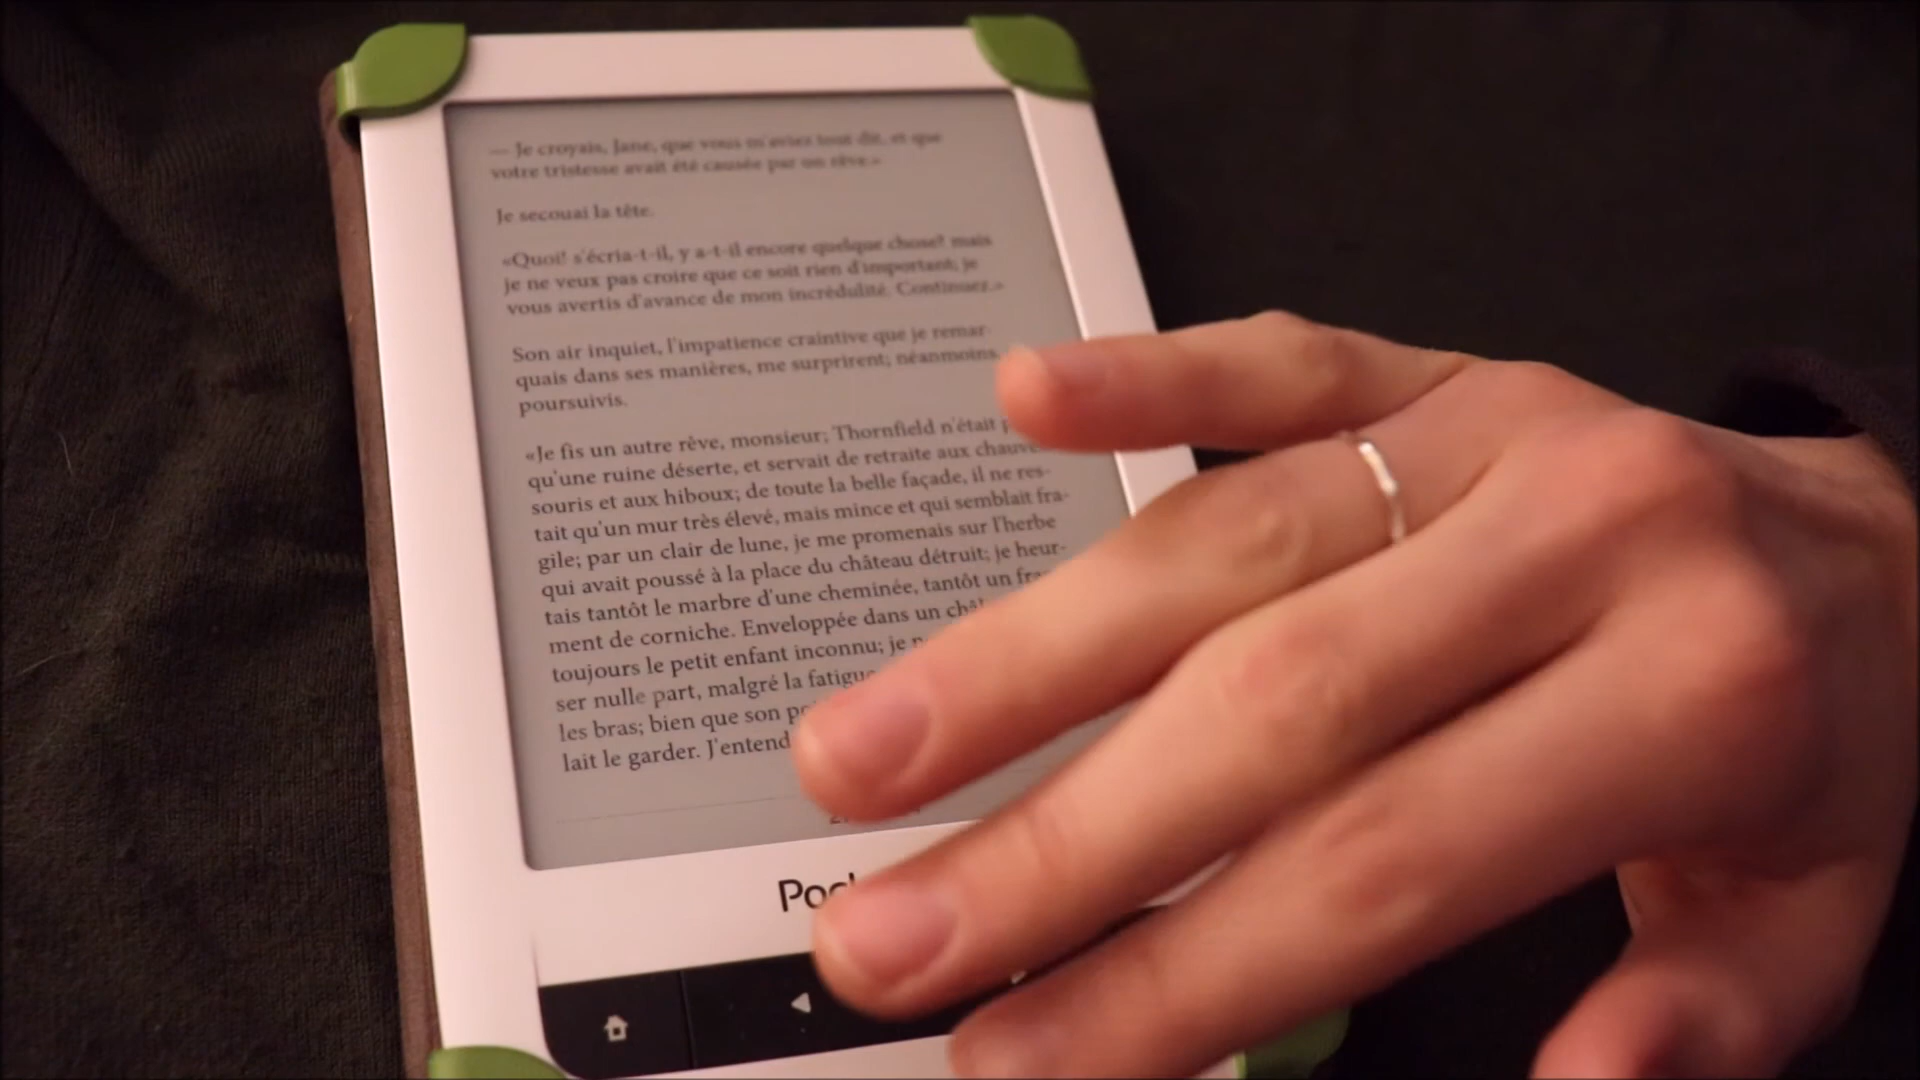 — Je croyais, Jane, que vous m'aviez tout dit, et que
votre tristesse avait été causée par un rêve.»
Je secouai la tête.
«Quoi! s'écria-t-il, y a-t-il encore quelque chose? mais
je ne veux pas croire que ce soit rien d'important; je
vous avertis d'avance de mon incrédulité. Continuez.»
Son air inquiet, l'impatience craintive que je remar-
quais dans ses manières, me surprirent; néanmoins,
poursuivis.
«Je fis un autre rêve, monsieur; Thornfield n'était
qu'une ruine déserte, et servait de retraite aux chauve
souris et aux hiboux; de toute la belle façade, il ne res-
tait qu'un mur très élevé, mais mince et qui semblait fra-
gile; par un clair de lune, je me promenais sur l'herbe
qui avait poussé à la place du château détruit; je heur-
tais tantôt le marbre d'une cheminée, tantôt un fra
ment de corniche. Enveloppée dans un châ
toujours le petit enfant inconnu; je
ser nulle part, malgré la fatigue
les bras; bien que son
lait le garder. J'entend